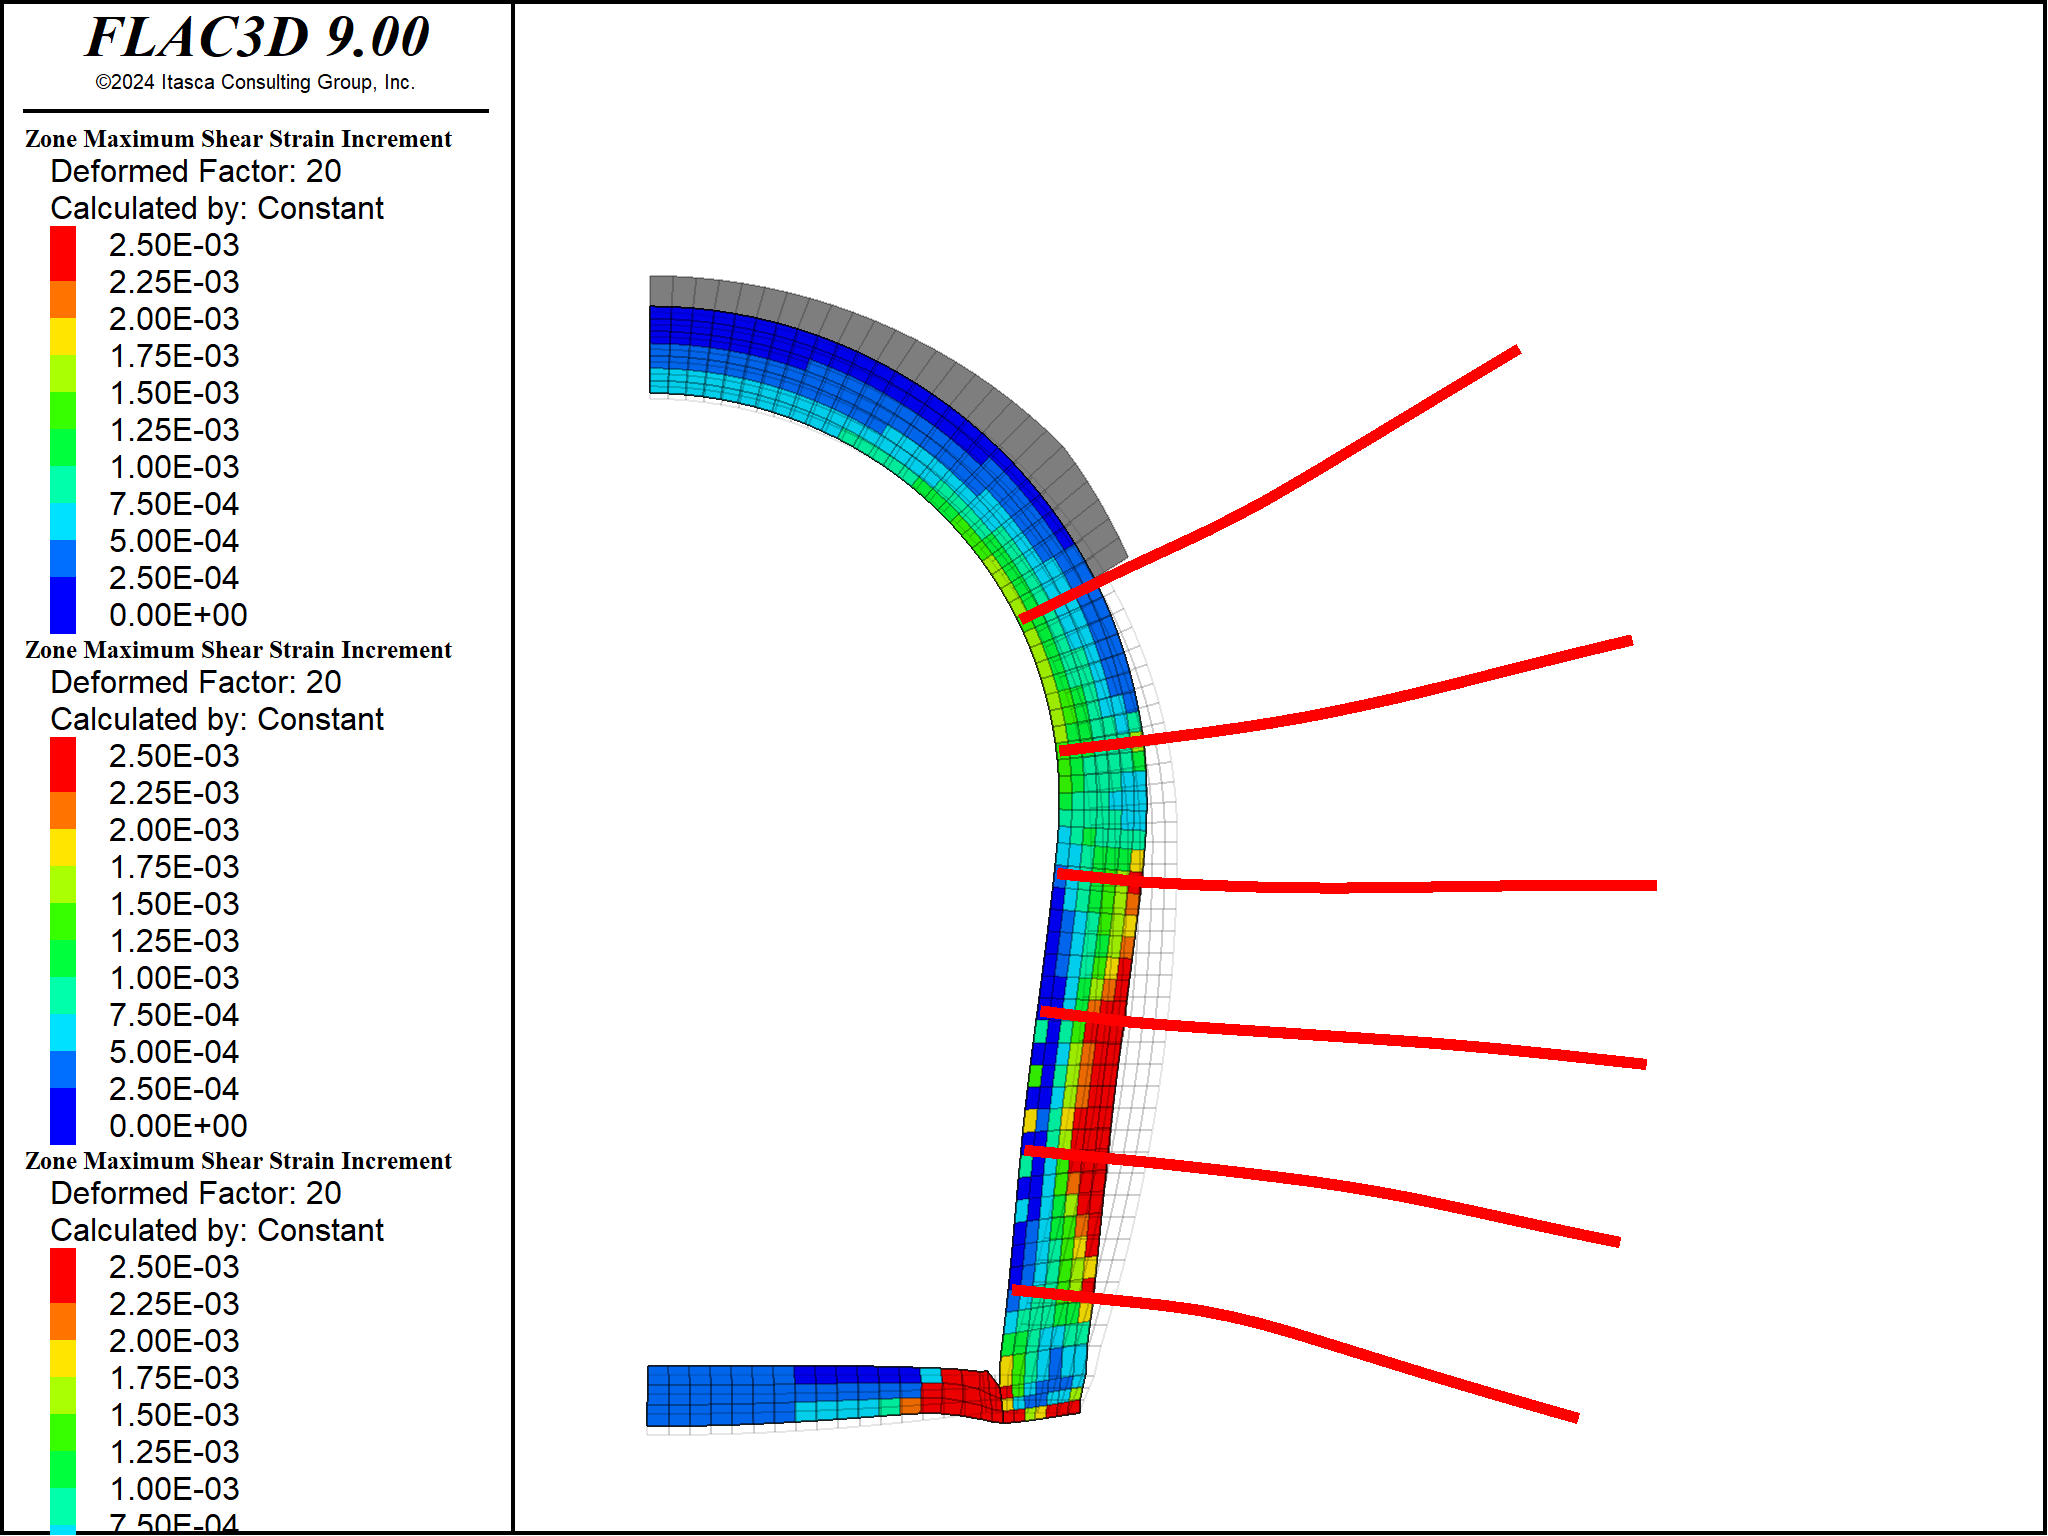 FLAC3D 9.00
©2024 Itasca Consulting Group, Inc.
Zone Maximum Shear Strain Increment
Deformed Factor: 20
Calculated by: Constant
2.50E-03
2.25E-03
2.00E-03
1.75E-03
1.50E-03
1.25E-03
1.00E-03
7.50E-04
5.00E-04
2.50E-04
0.00E+00
Zone Maximum Shear Strain Increment
Deformed Factor: 20
Calculated by: Constant
2.50E-03
2.25E-03
2.00E-03
1.75E-03
1.50E-03
1.25E-03
1.00E-03
7.50E-04
5.00E-04
2.50E-04
0.00E+00
Zone Maximum Shear Strain Increment
Deformed Factor: 20
Calculated by: Constant
2.50E-03
2.25E-03
2.00E-03
1.75E-03
1.50E-03
1.25E-03
1.00E-03
7.50E-04